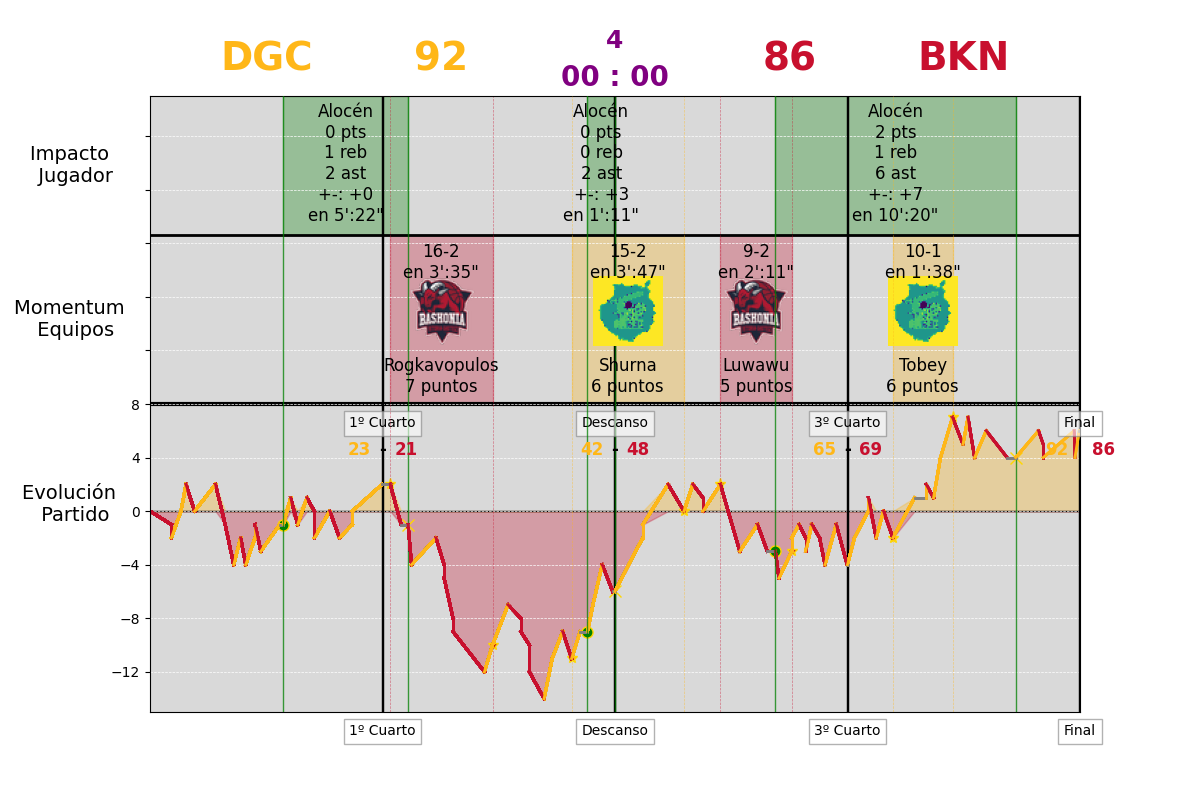 DGC 92 4 86 BKN
00 : 00
Impacto
Jugador
Alocén
0 pts
1 reb
2 ast
+-: +0
en 5':22"
Alocén
0 pts
0 reb
2 ast
+-: +3
en 1':11"
Alocén
2 pts
1 reb
6 ast
+-: +7
en 10':20"
Momentum
Equipos
16-2
en 3':35"
BASKONIA
Rogkavopulos
7 puntos
15-2
en 3':47"
Shurna
6 puntos
9-2
en 2':11"
BASKONIA
Luwawu
5 puntos
10-1
en 1':38"
Tobey
6 puntos
Evolución
Partido
8
4
0
−4
−8
−12
1º Cuarto
23 - 21
Descanso
42 - 48
3º Cuarto
65 - 69
Final
92 - 86
1º Cuarto
Descanso
3º Cuarto
Final